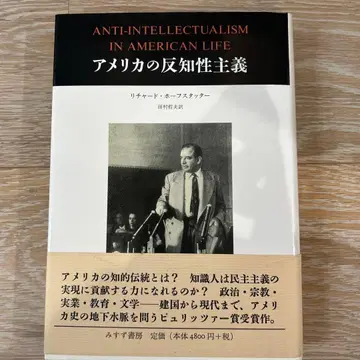 ANTI-INTELLECTUALISM
IN AMERICAN LIFE
アメリカの反知性主義
リチャード・ホーフスタッター
田村哲夫訳
アメリカの知的伝統とは？　知識人は民主主義の
実現に貢献する力になれるのか？　政治・宗教・
実業・教育・文学――建国から現代まで、アメリ
カ史の地下水脈を問うピュリッツァー賞受賞作。
みすず書房　定価（本体4800円＋税）